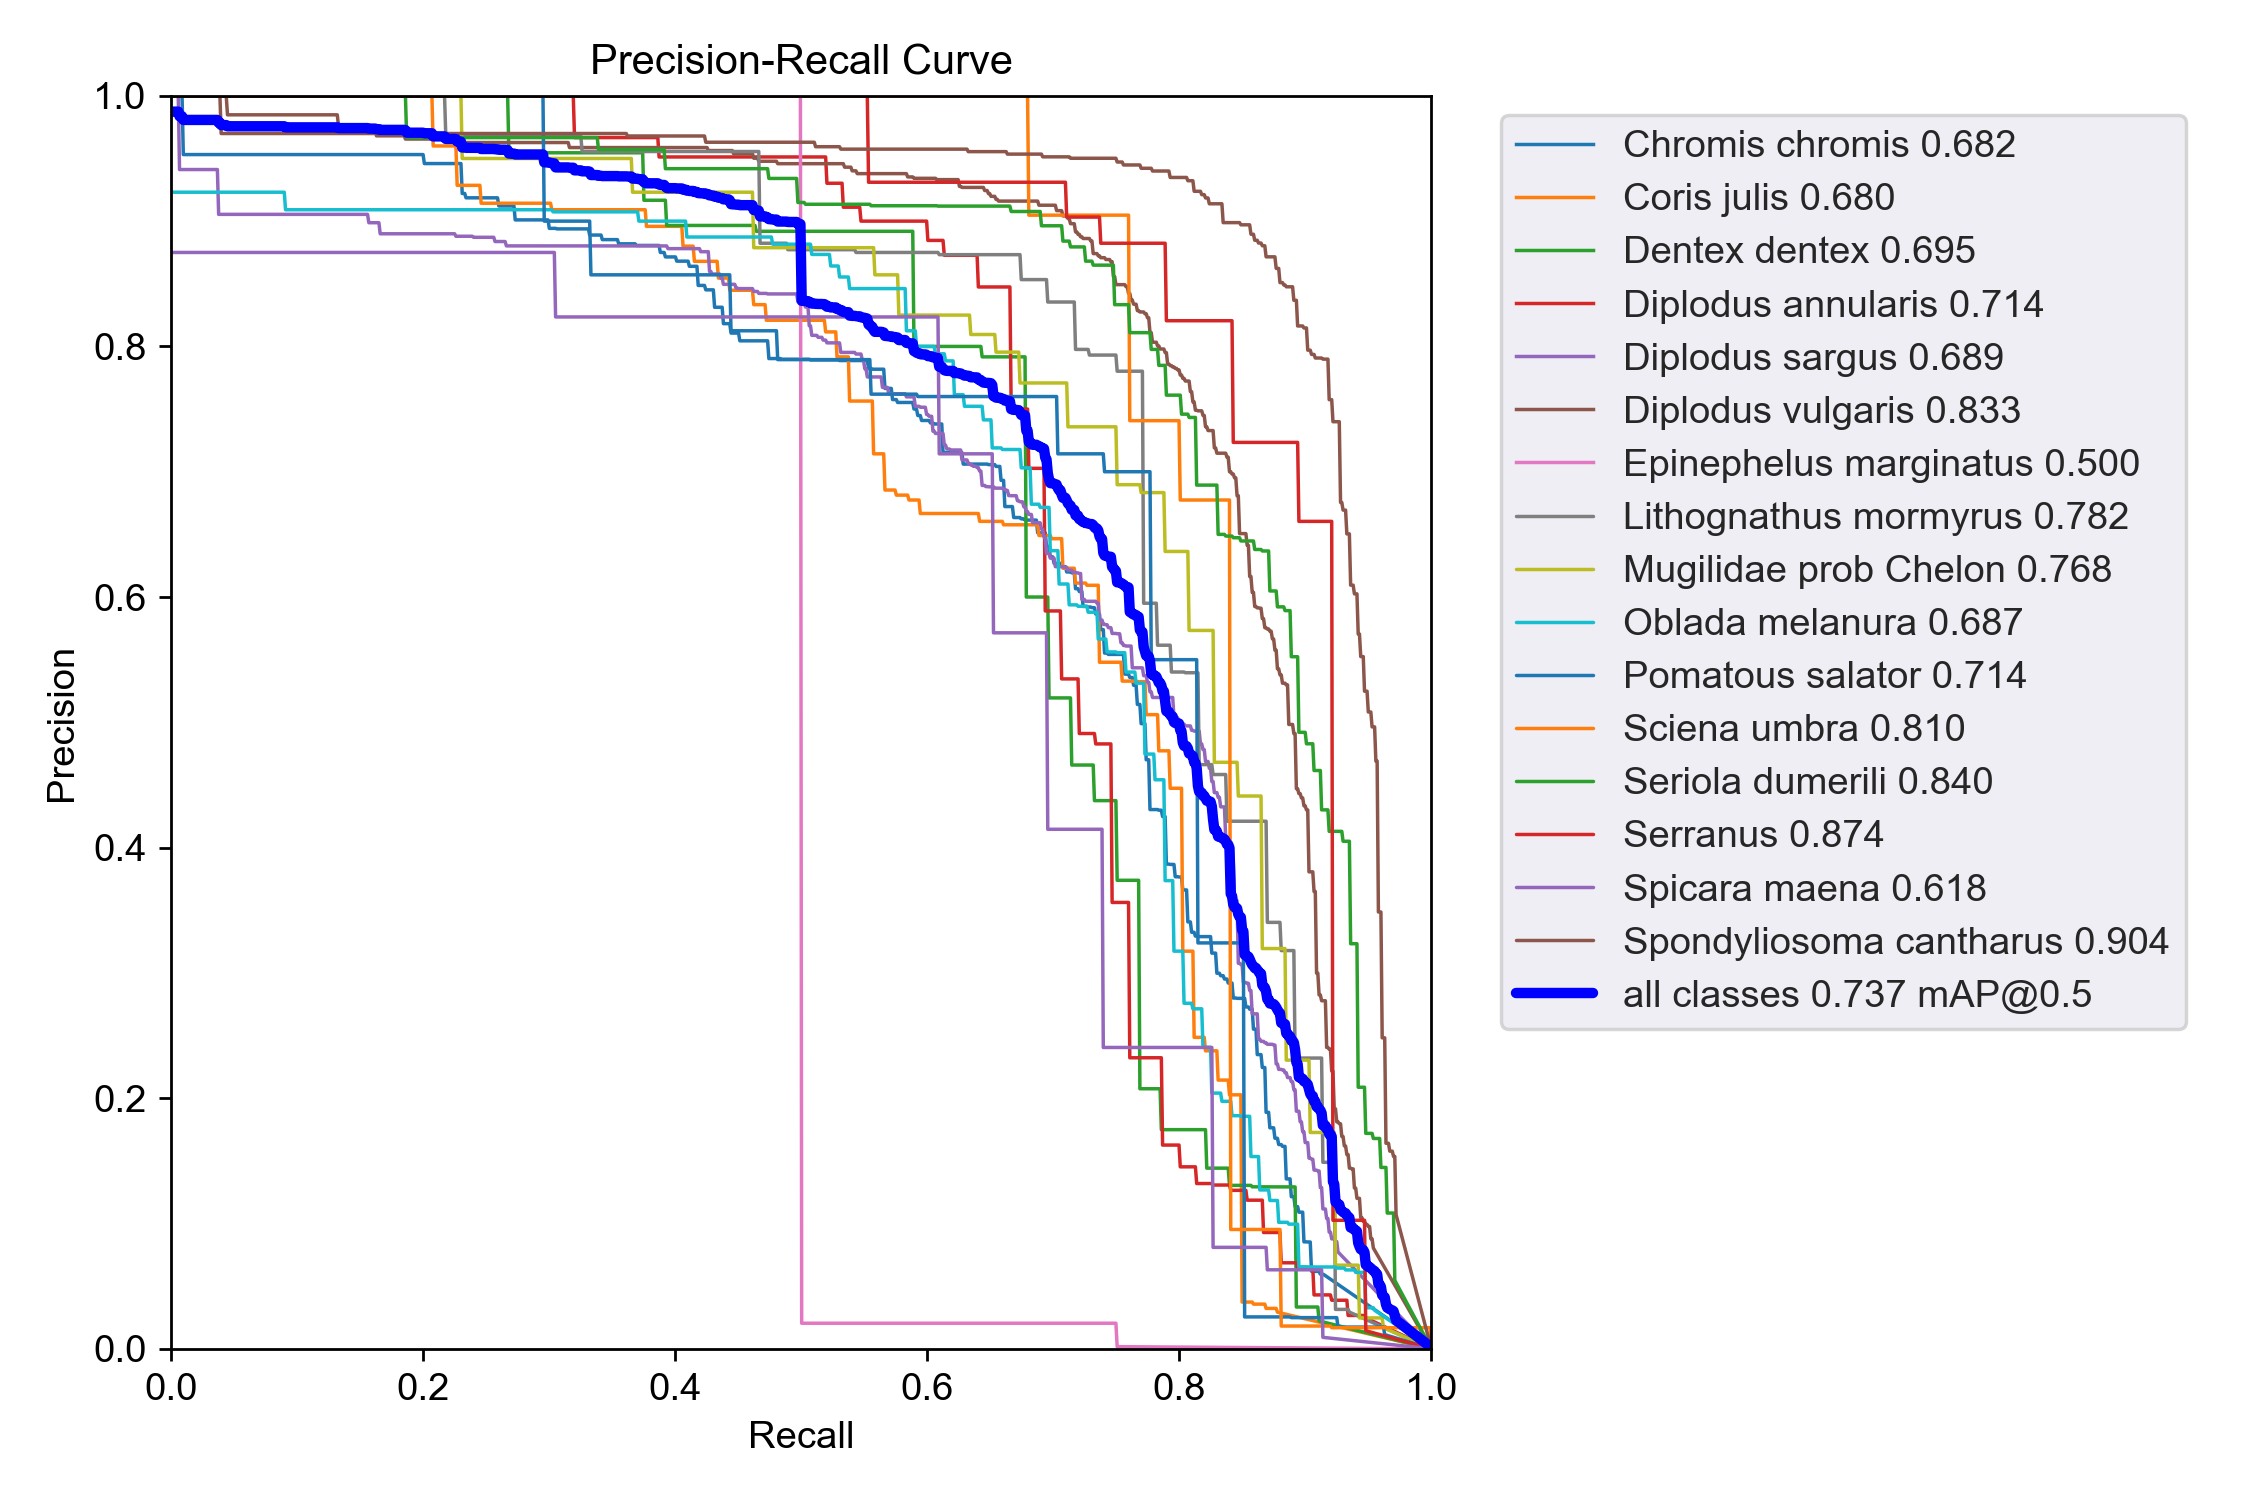 Precision-Recall Curve
1.0
0.8
0.6
0.4
0.2
0.0
Precision
0.0 0.2 0.4 0.6 0.8 1.0
Recall
Chromis chromis 0.682
Coris julis 0.680
Dentex dentex 0.695
Diplodus annularis 0.714
Diplodus sargus 0.689
Diplodus vulgaris 0.833
Epinephelus marginatus 0.500
Lithognathus mormyrus 0.782
Mugilidae prob Chelon 0.768
Oblada melanura 0.687
Pomatous salator 0.714
Sciena umbra 0.810
Seriola dumerili 0.840
Serranus 0.874
Spicara maena 0.618
Spondyliosoma cantharus 0.904
all classes 0.737 mAP@0.5